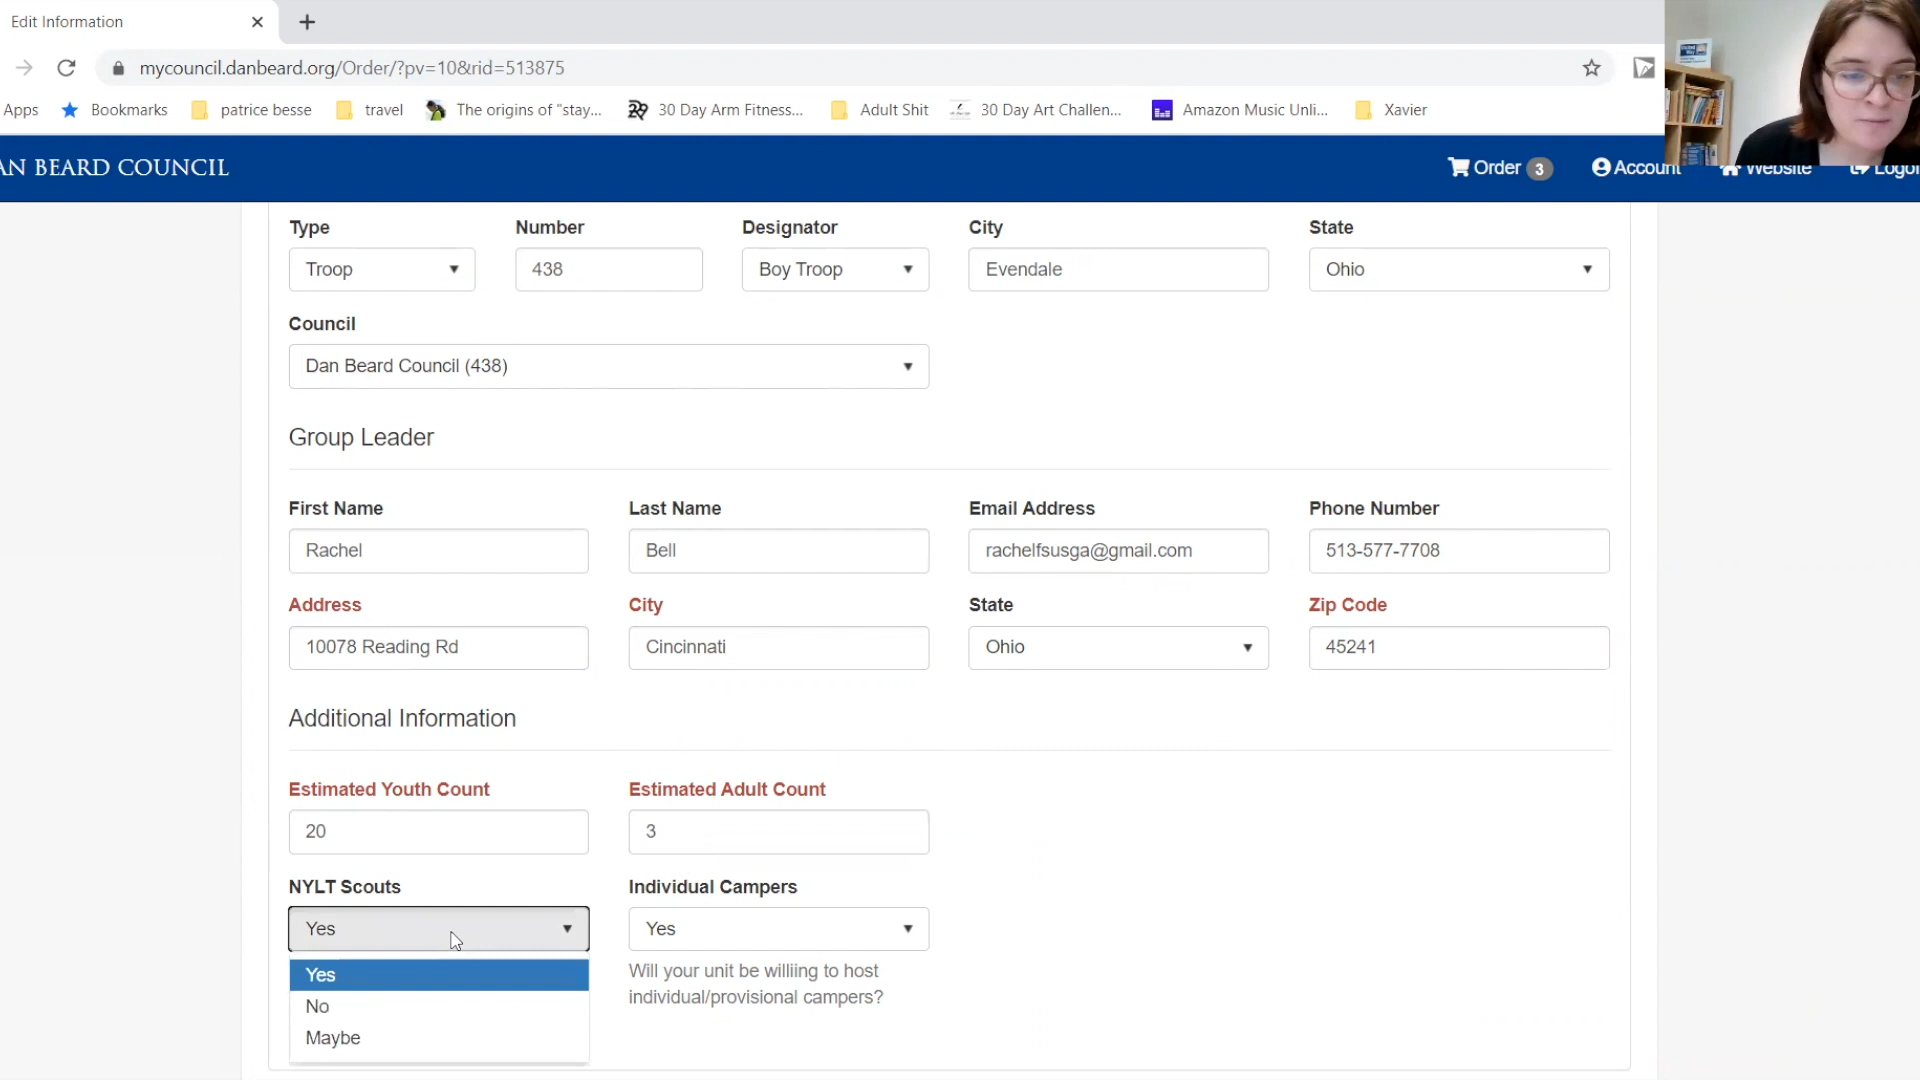 Edit Information
mycouncil.danbeard.org/Order/?pv=10&rid=513875
Apps Bookmarks patrice besse travel The origins of "stay... 30 Day Arm Fitness... Adult Shit 30 Day Art Challen... Amazon Music Unli... Xavier
AN BEARD COUNCIL Order 3 Account Website Logou
Type Number Designator City State
Troop 438 Boy Troop Evendale Ohio
Council
Dan Beard Council (438)
Group Leader
First Name Last Name Email Address Phone Number
Rachel Bell rachelfsusga@gmail.com 513-577-7708
Address City State Zip Code
10078 Reading Rd Cincinnati Ohio 45241
Additional Information
Estimated Youth Count Estimated Adult Count
20 3
NYLT Scouts Individual Campers
Yes Yes
Yes
No
Maybe
Will your unit be williing to host
individual/provisional campers?